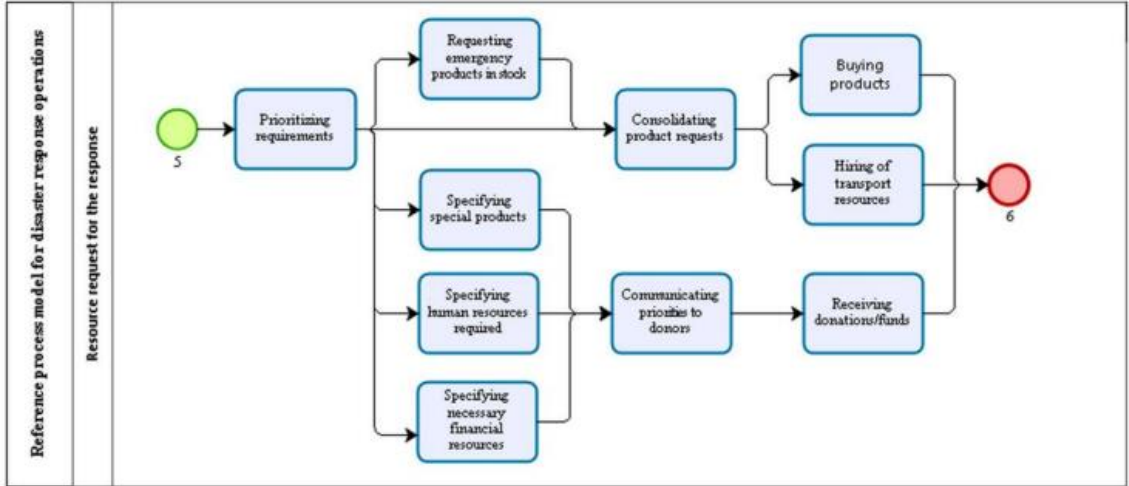 Reference process model for disaster response operations
Resource request for the response
5
Prioritizing
requirements
Requesting
emergency
products in stock
Specifying
special products
Specifying
human resources
required
Specifying
necessary
financial
resources
Consolidating
product requests
Communicating
priorities to
donors
Buying
products
Hiring of
transport
resources
Receiving
donations/funds
6